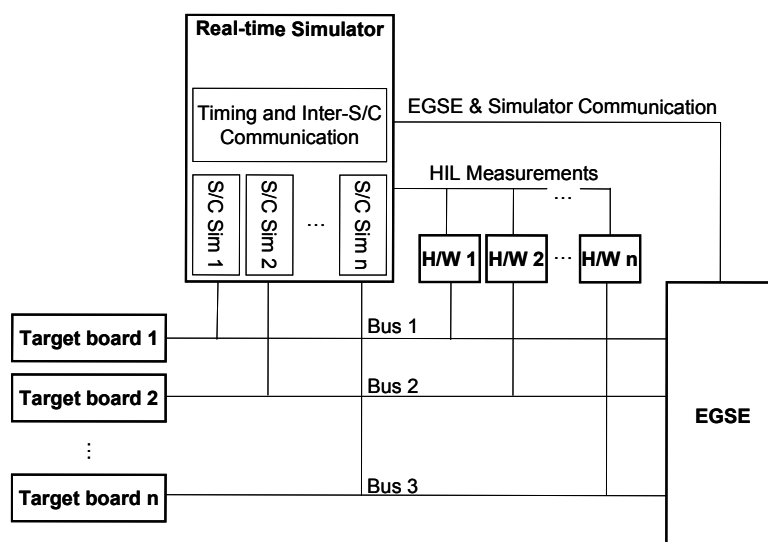 Real-time Simulator
Timing and Inter-S/C
Communication
EGSE & Simulator Communication
HIL Measurements
...
S/C Sim 1
S/C Sim 2
...
S/C Sim n
H/W 1
H/W 2
...
H/W n
Target board 1
Bus 1
Target board 2
Bus 2
EGSE
...
Target board n
Bus 3